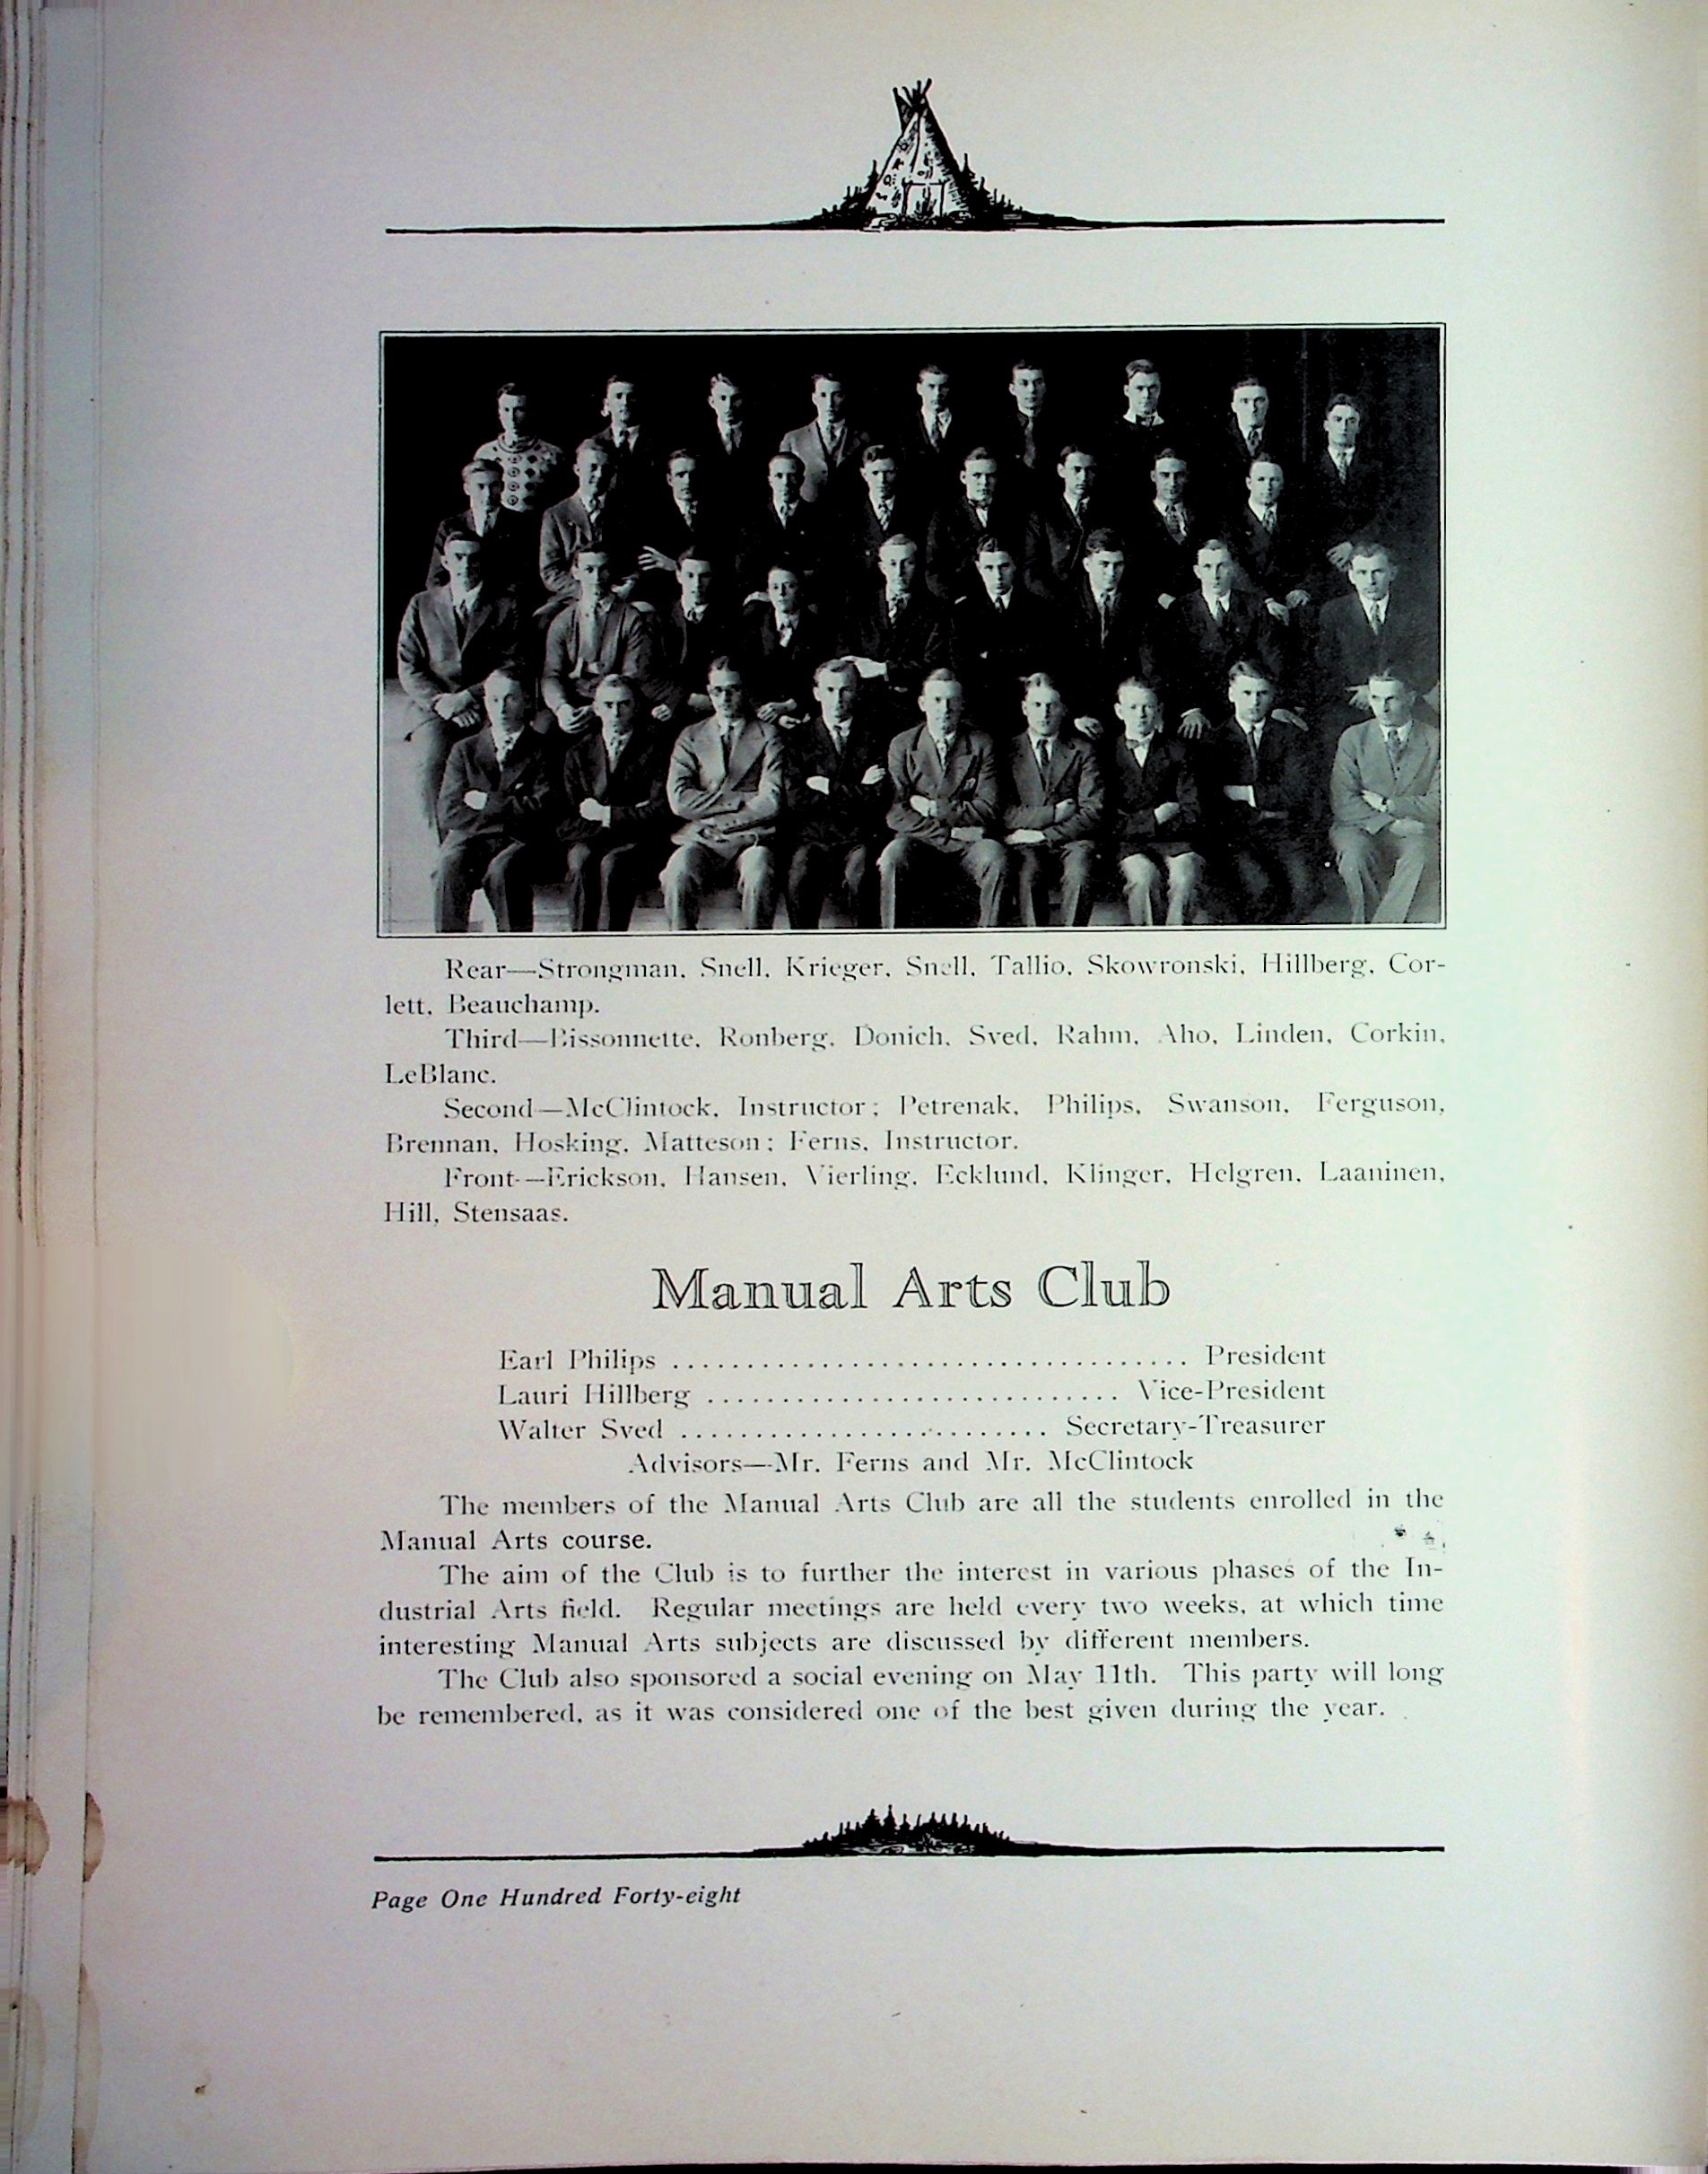 Rear—Strongman, Snell, Krieger, Snell, Tallio, Skowronski, Hillberg, Cor-
lett, Beauchamp.
Third—Bissonnette, Ronberg, Donich, Sved, Rahm, Aho, Linden, Corkin,
LeBlanc.
Second—McClintock, Instructor; Petrenak, Philips, Swanson, Ferguson,
Brennan, Hosking, Matteson; Ferns, Instructor.
Front—Erickson, Hansen, Vierling, Ecklund, Klinger, Helgren, Laaninen,
Hill, Stensaas.
Manual Arts Club
Earl Philips .................................. President
Lauri Hillberg ............................ Vice-President
Walter Sved ......................... Secretary-Treasurer
Advisors—Mr. Ferns and Mr. McClintock
The members of the Manual Arts Club are all the students enrolled in the
Manual Arts course.
The aim of the Club is to further the interest in various phases of the In-
dustrial Arts field. Regular meetings are held every two weeks, at which time
interesting Manual Arts subjects are discussed by different members.
The Club also sponsored a social evening on May 11th. This party will long
be remembered, as it was considered one of the best given during the year.
Page One Hundred Forty-eight